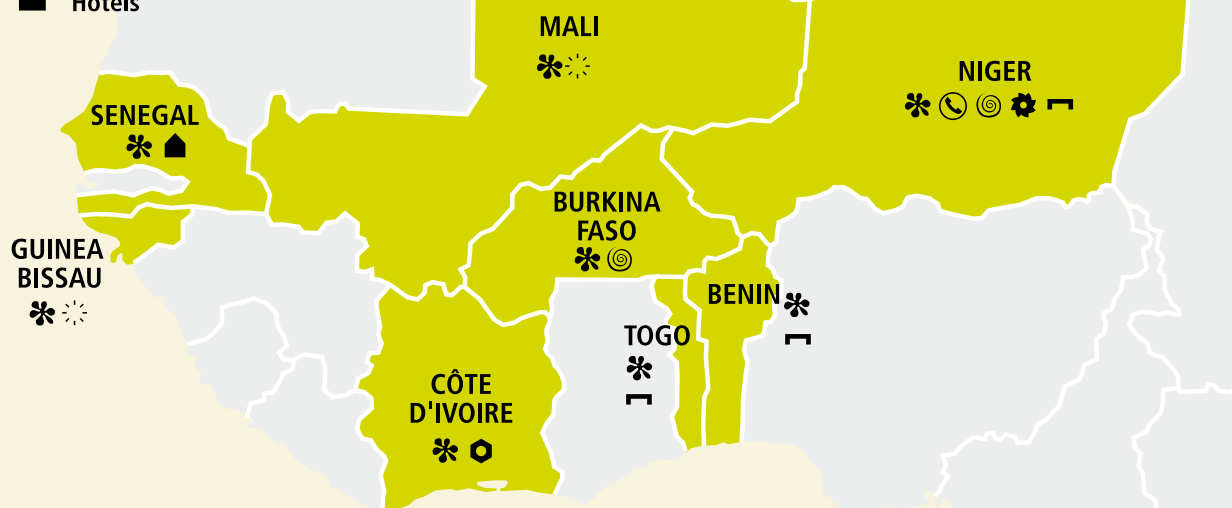 Hotels
MALI
NIGER
SENEGAL
BURKINA
FASO
GUINEA
BISSAU
BENIN
TOGO
CÔTE
D'IVOIRE